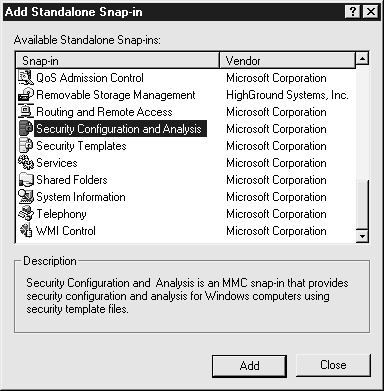 Add Standalone Snap-in
Available Standalone Snap-ins:
Snap-in Vendor
QoS Admission Control Microsoft Corporation
Removable Storage Management HighGround Systems, Inc.
Routing and Remote Access Microsoft Corporation
Security Configuration and Analysis Microsoft Corporation
Security Templates Microsoft Corporation
Services Microsoft Corporation
Shared Folders Microsoft Corporation
System Information Microsoft Corporation
Telephony Microsoft Corporation
WMI Control Microsoft Corporation
Description
Security Configuration and Analysis is an MMC snap-in that provides
security configuration and analysis for Windows computers using
security template files.
Add Close